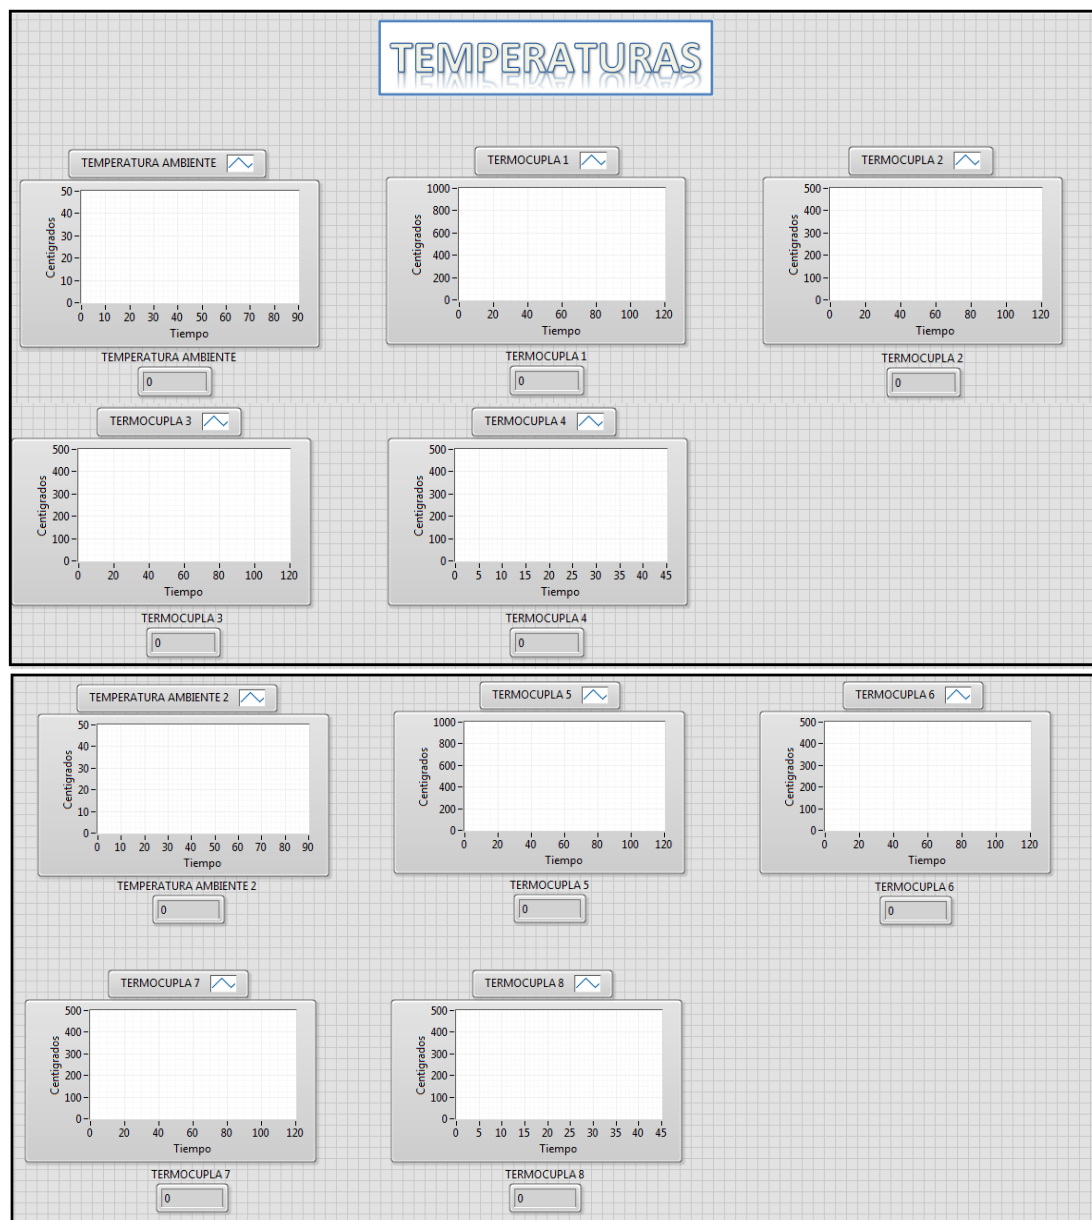 TEMPERATURAS
TEMPERATURA AMBIENTE
50
40
30
20
10
0
Centigrados
0 10 20 30 40 50 60 70 80 90
Tiempo
TEMPERATURA AMBIENTE
0
TERMOCUPLA 1
1000
800
600
400
200
0
Centigrados
0 20 40 60 80 100 120
Tiempo
TERMOCUPLA 1
0
TERMOCUPLA 2
500
400
300
200
100
0
Centigrados
0 20 40 60 80 100 120
Tiempo
TERMOCUPLA 2
0
TERMOCUPLA 3
500
400
300
200
100
0
Centigrados
0 20 40 60 80 100 120
Tiempo
TERMOCUPLA 3
0
TERMOCUPLA 4
500
400
300
200
100
0
Centigrados
0 5 10 15 20 25 30 35 40 45
Tiempo
TERMOCUPLA 4
0
TEMPERATURA AMBIENTE 2
50
40
30
20
10
0
Centigrados
0 10 20 30 40 50 60 70 80 90
Tiempo
TEMPERATURA AMBIENTE 2
0
TERMOCUPLA 5
1000
800
600
400
200
0
Centigrados
0 20 40 60 80 100 120
Tiempo
TERMOCUPLA 5
0
TERMOCUPLA 6
500
400
300
200
100
0
Centigrados
0 20 40 60 80 100 120
Tiempo
TERMOCUPLA 6
0
TERMOCUPLA 7
500
400
300
200
100
0
Centigrados
0 20 40 60 80 100 120
Tiempo
TERMOCUPLA 7
0
TERMOCUPLA 8
500
400
300
200
100
0
Centigrados
0 5 10 15 20 25 30 35 40 45
Tiempo
TERMOCUPLA 8
0